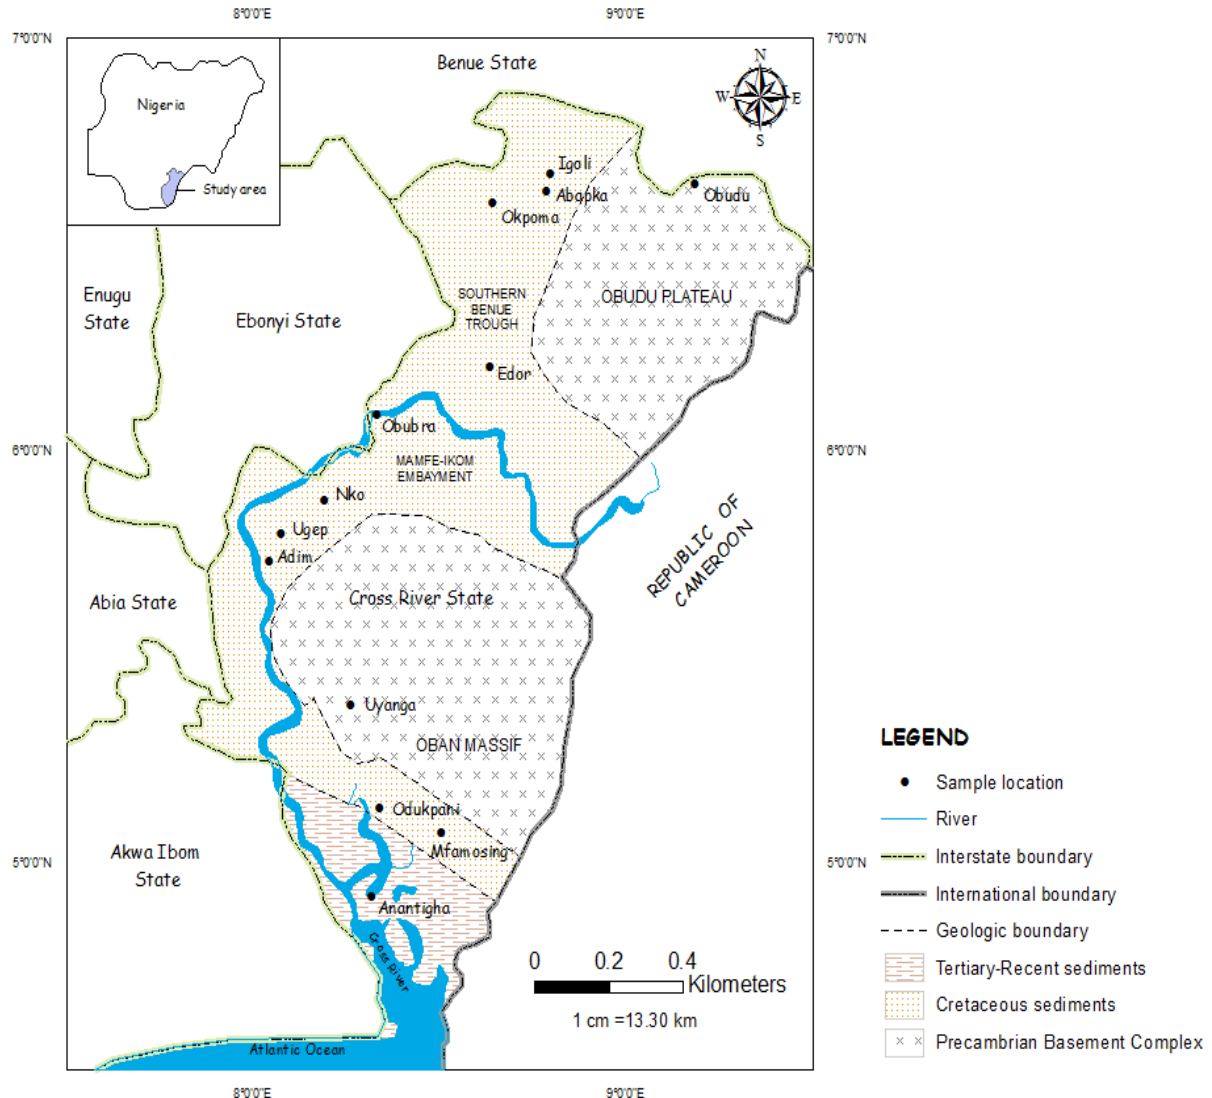 8°0'0"E
9°0'0"E
7°0'0"N
7°0'0"N
Benue State
N
W
E
S
Nigeria
Study area
Igoli
Abapka
Okpoma
Obudu
Enugu
State
Ebonyi State
SOUTHERN
BENUE
TROUGH
OBUDU PLATEAU
Edor
Obubra
6°0'0"N
6°0'0"N
MAMFE-IKOM
EMBAYMENT
Nko
Ugep
Adim
REPUBLIC OF
CAMEROON
Abia State
Cross River State
Uyanga
OBAN MASSIF
Odukpani
Mfamosing
5°0'0"N
5°0'0"N
Akwa Ibom
State
Anantigha
Cross River
0 0.2 0.4
Kilometers
1 cm =13.30 km
Atlantic Ocean
8°0'0"E
9°0'0"E
LEGEND
Sample location
River
Interstate boundary
International boundary
Geologic boundary
Tertiary-Recent sediments
Cretaceous sediments
Precambrian Basement Complex